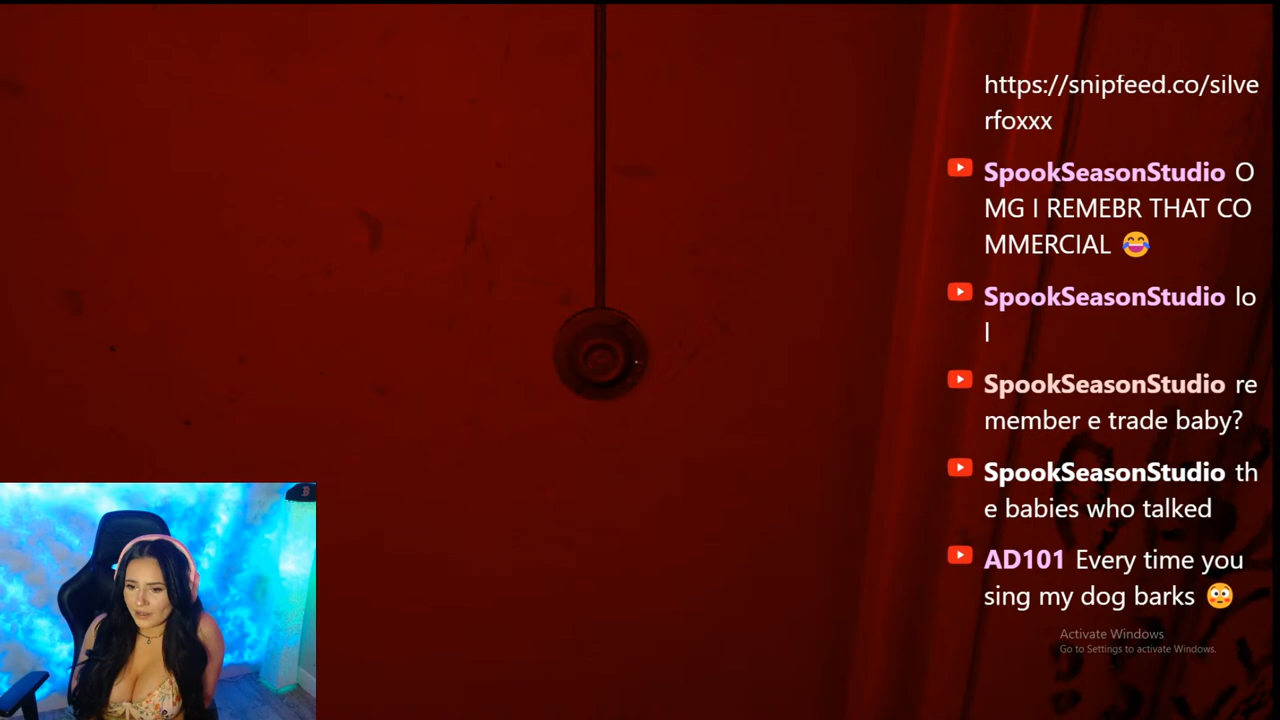 https://snipfeed.co/silve
rfoxxx
SpookSeasonStudio O
MG I REMEBR THAT CO
MMERCIAL 😂
SpookSeasonStudio lo
l
SpookSeasonStudio re
member e trade baby?
SpookSeasonStudio th
e babies who talked
AD101 Every time you
sing my dog barks 😳
Activate Windows
Go to Settings to activate Windows.